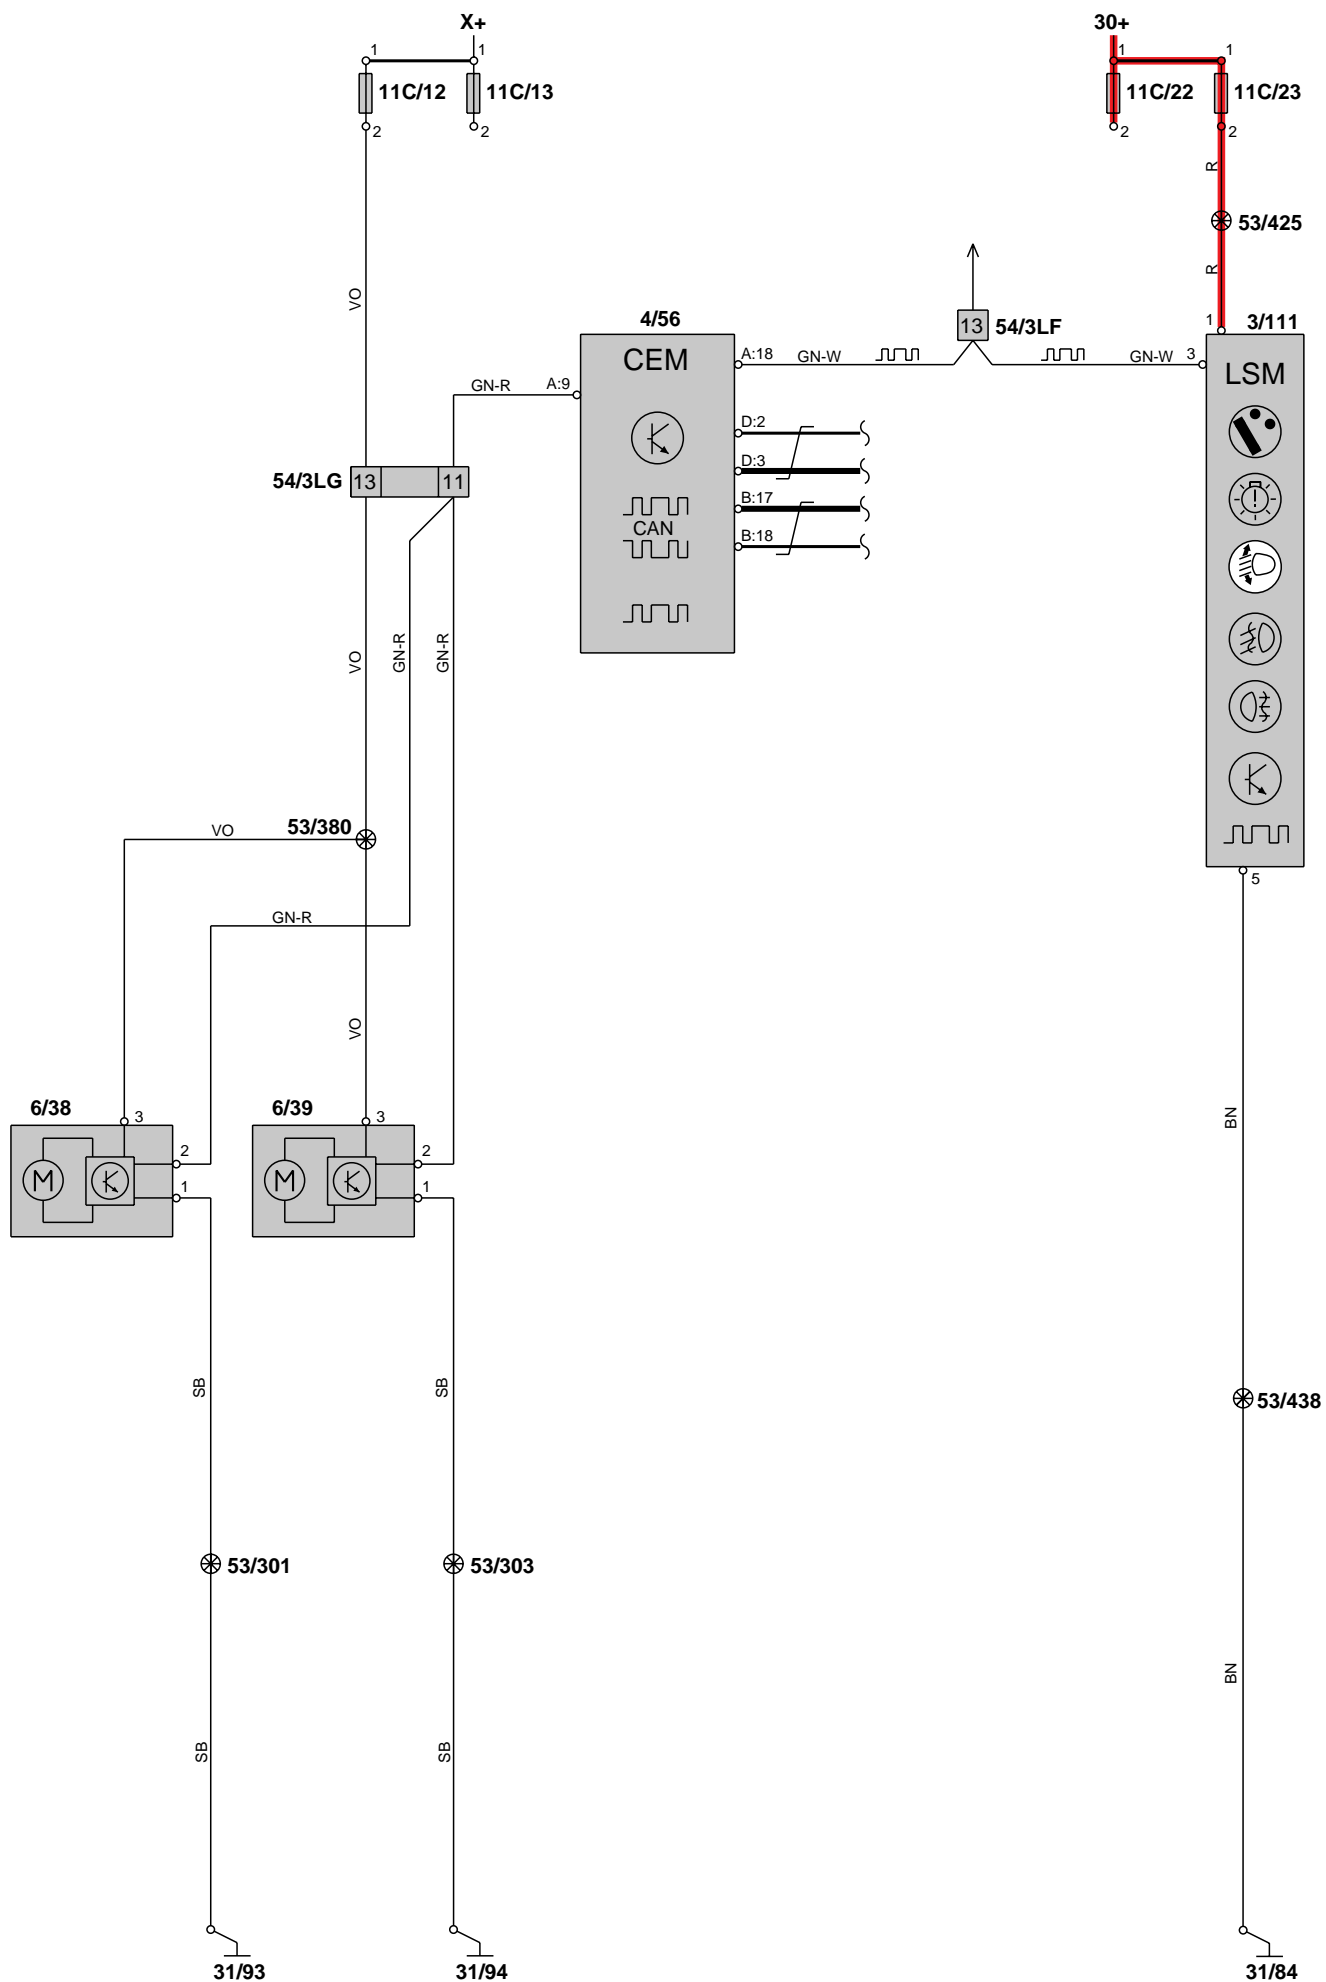 X+
30+
1 1
1 1
11C/12 11C/13
11C/22 11C/23
2 2
2 2
R
53/425
R
VO
4/56
13 54/3LF
1 3/111
CEM
A:18 GN-W
GN-W 3
LSM
GN-R A:9
D:2
D:3
54/3LG 13 11
B:17
CAN
B:18
VO GN-R GN-R
VO 53/380
5
GN-R
VO
6/38 3
6/39 3
BN
M 2
1
M 2
1
SB SB
53/438
53/301
53/303
BN
SB SB
31/93
31/94
31/84